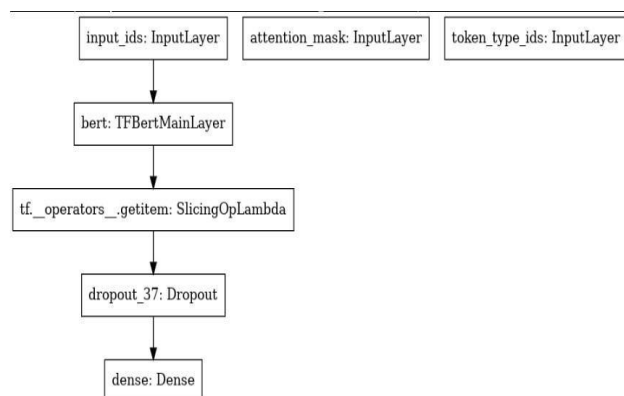 input_ids: InputLayer
attention_mask: InputLayer
token_type_ids: InputLayer
bert: TFBertMainLayer
tf.__operators__.getitem: SlicingOpLambda
dropout_37: Dropout
dense: Dense